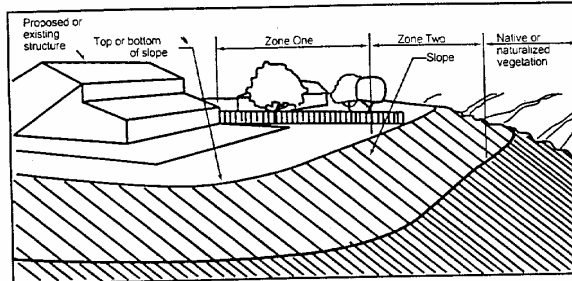 Proposed or
existing
structure
Top or bottom
of slope
Zone One
Zone Two
Slope
Native or
naturalized
vegetation